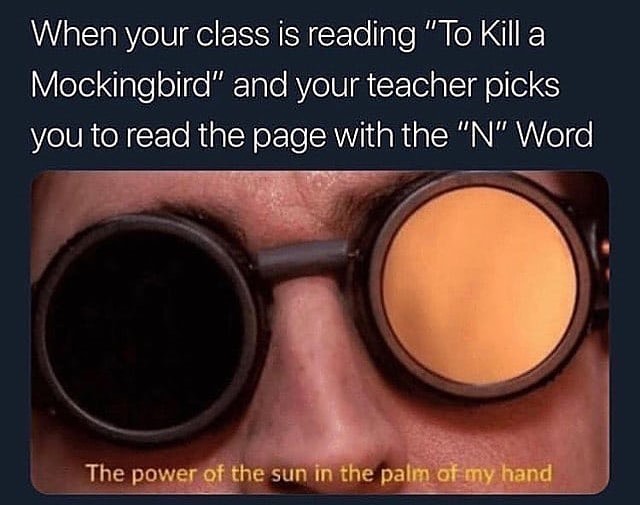 When your class is reading "To Kill a
Mockingbird" and your teacher picks
you to read the page with the "N" Word
The power of the sun in the palm of my hand